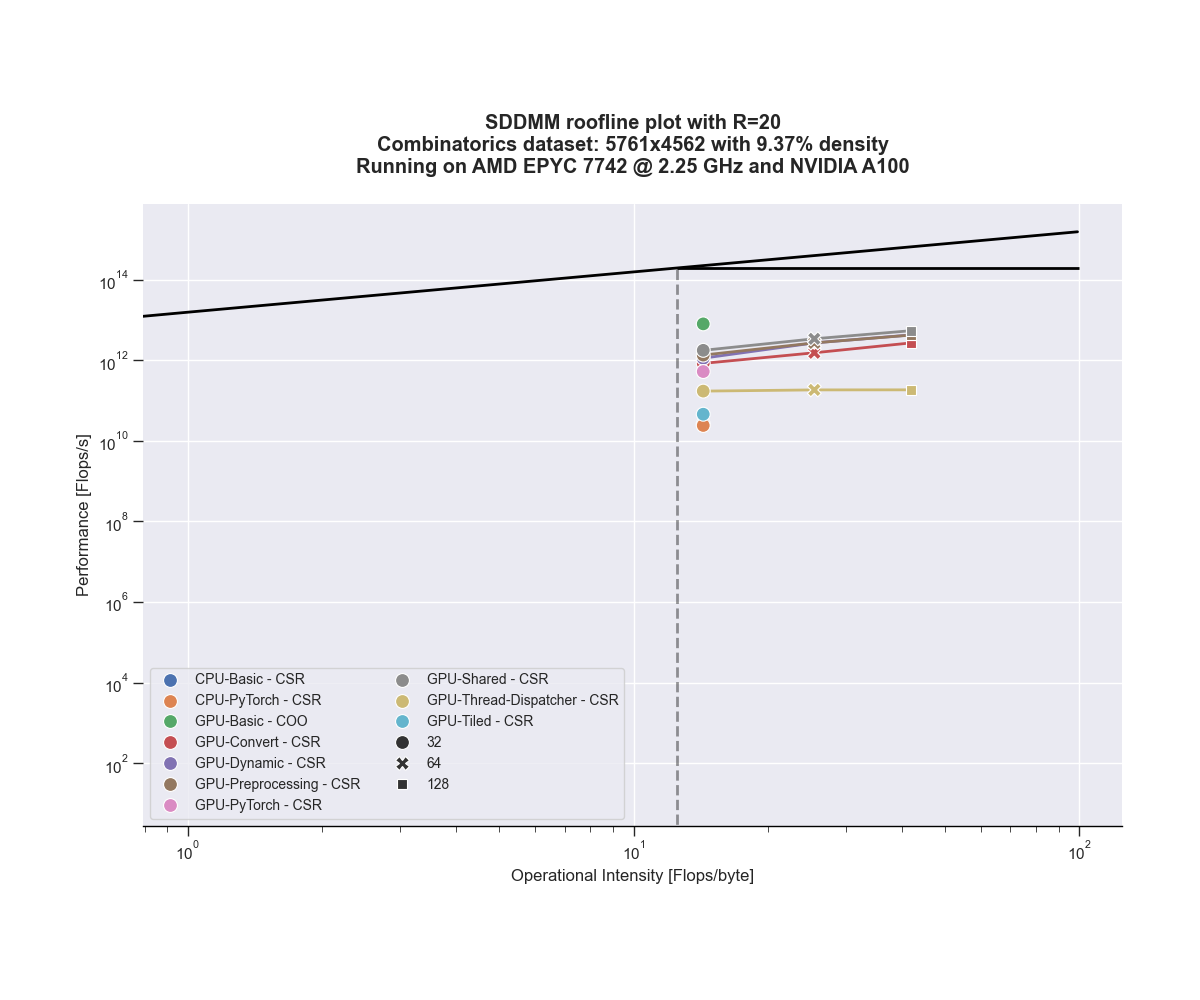 SDDMM roofline plot with R=20
Combinatorics dataset: 5761x4562 with 9.37% density
Running on AMD EPYC 7742 @ 2.25 GHz and NVIDIA A100
Performance [Flops/s]
10^14
10^12
10^10
10^8
10^6
10^4
10^2
CPU-Basic - CSR
CPU-PyTorch - CSR
GPU-Basic - COO
GPU-Convert - CSR
GPU-Dynamic - CSR
GPU-Preprocessing - CSR
GPU-PyTorch - CSR
GPU-Shared - CSR
GPU-Thread-Dispatcher - CSR
GPU-Tiled - CSR
32
64
128
10^0 10^1 10^2
Operational Intensity [Flops/byte]